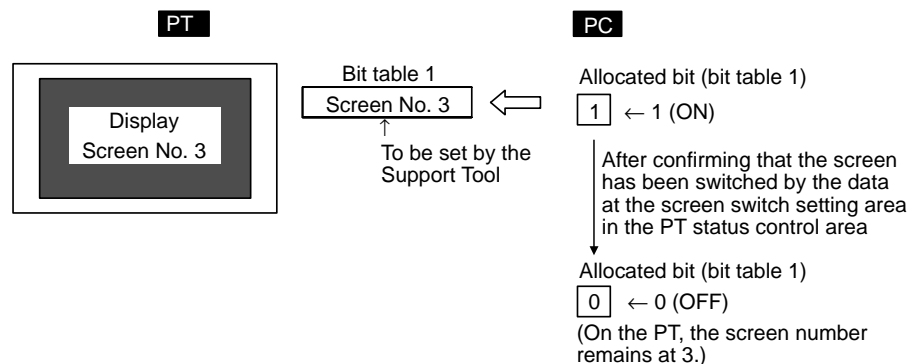 PT
PC
Display
Screen No. 3
Bit table 1
Screen No. 3
↑
To be set by the
Support Tool
Allocated bit (bit table 1)
1 ← 1 (ON)
After confirming that the screen
has been switched by the data
at the screen switch setting area
in the PT status control area
Allocated bit (bit table 1)
0 ← 0 (OFF)
(On the PT, the screen number
remains at 3.)